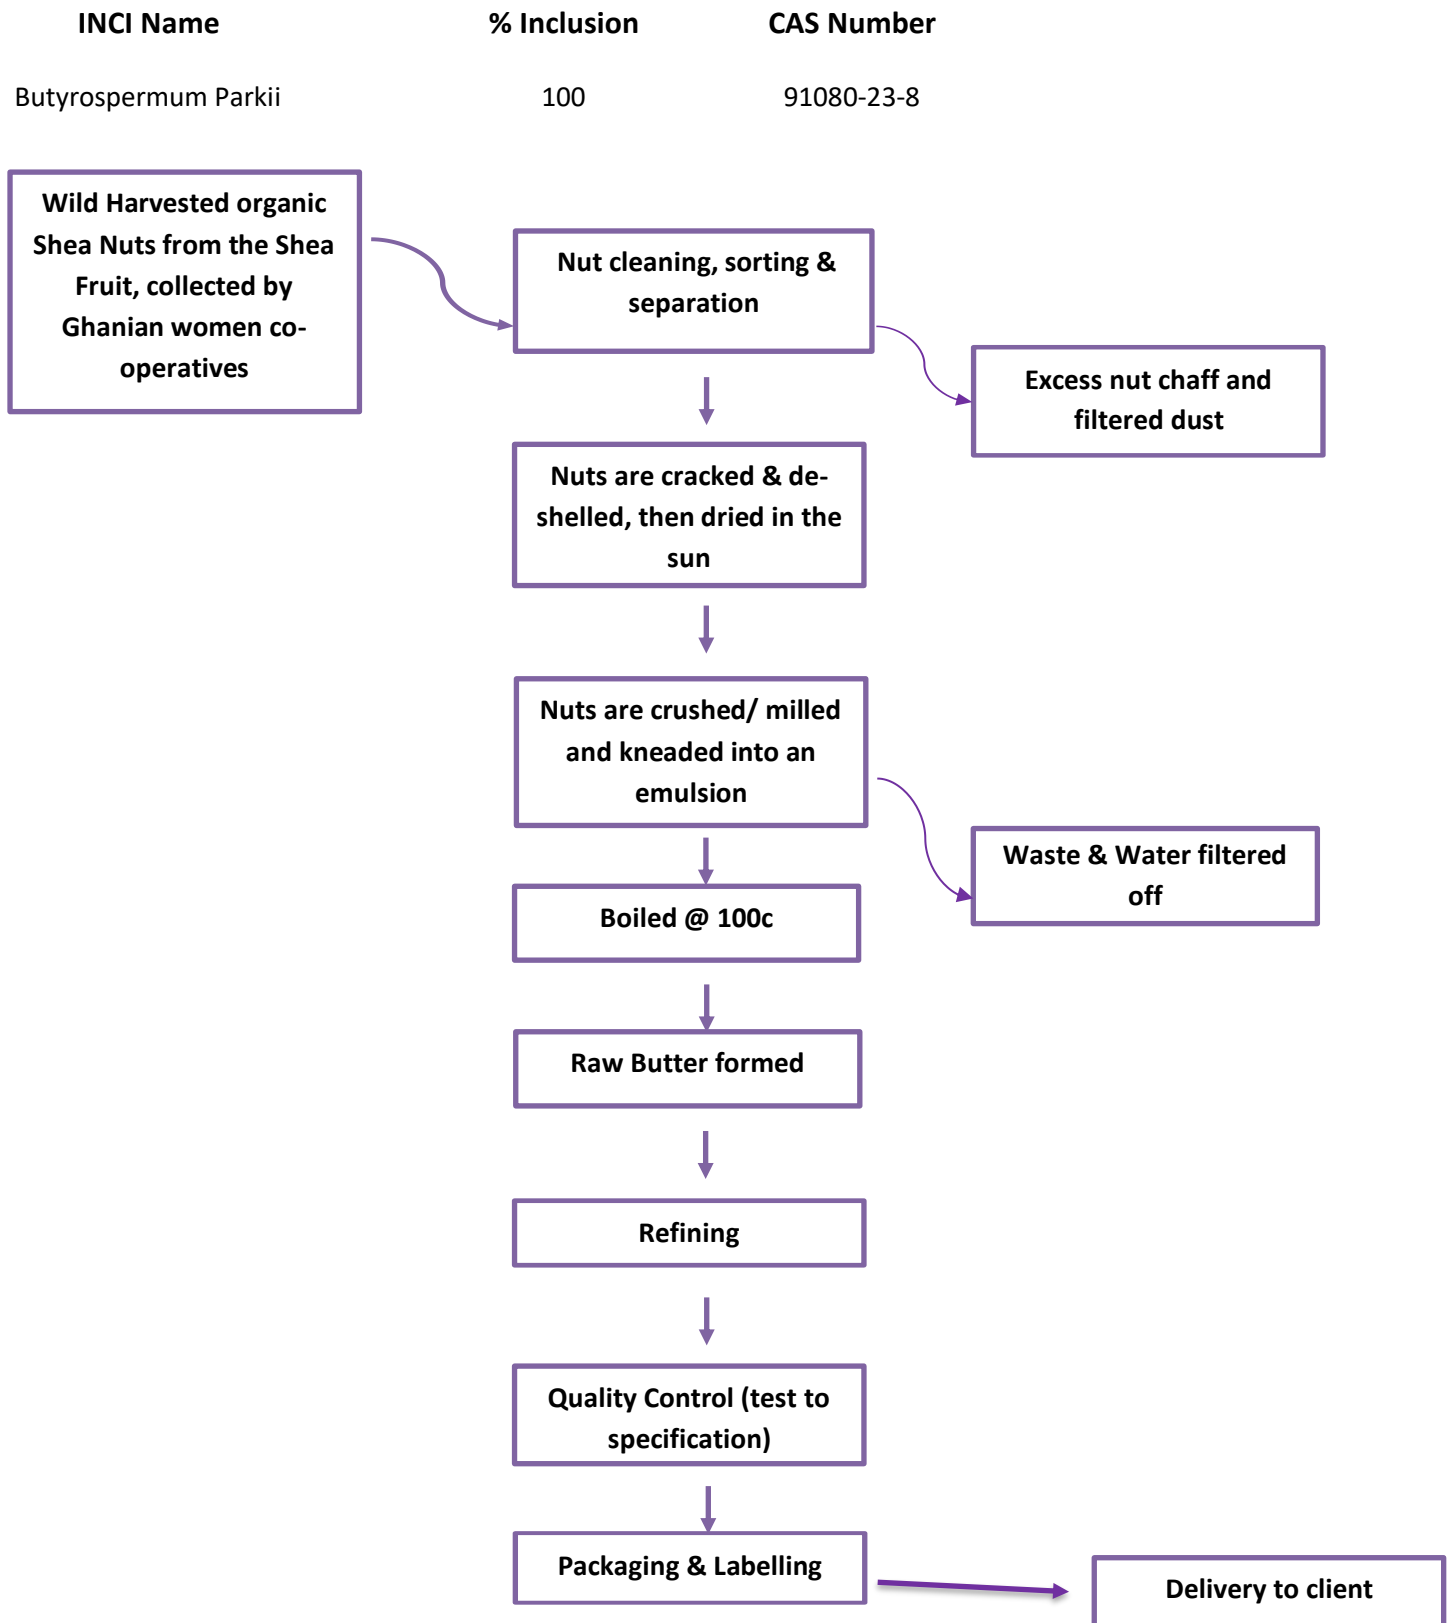 INCI Name % Inclusion CAS Number
Butyrospermum Parkii 100 91080-23-8
Wild Harvested organic
Shea Nuts from the Shea
Fruit, collected by
Ghanian women co-
operatives
Nut cleaning, sorting &
separation
Excess nut chaff and
filtered dust
Nuts are cracked & de-
shelled, then dried in the
sun
Nuts are crushed/ milled
and kneaded into an
emulsion
Waste & Water filtered
off
Boiled @ 100c
Raw Butter formed
Refining
Quality Control (test to
specification)
Packaging & Labelling
Delivery to client